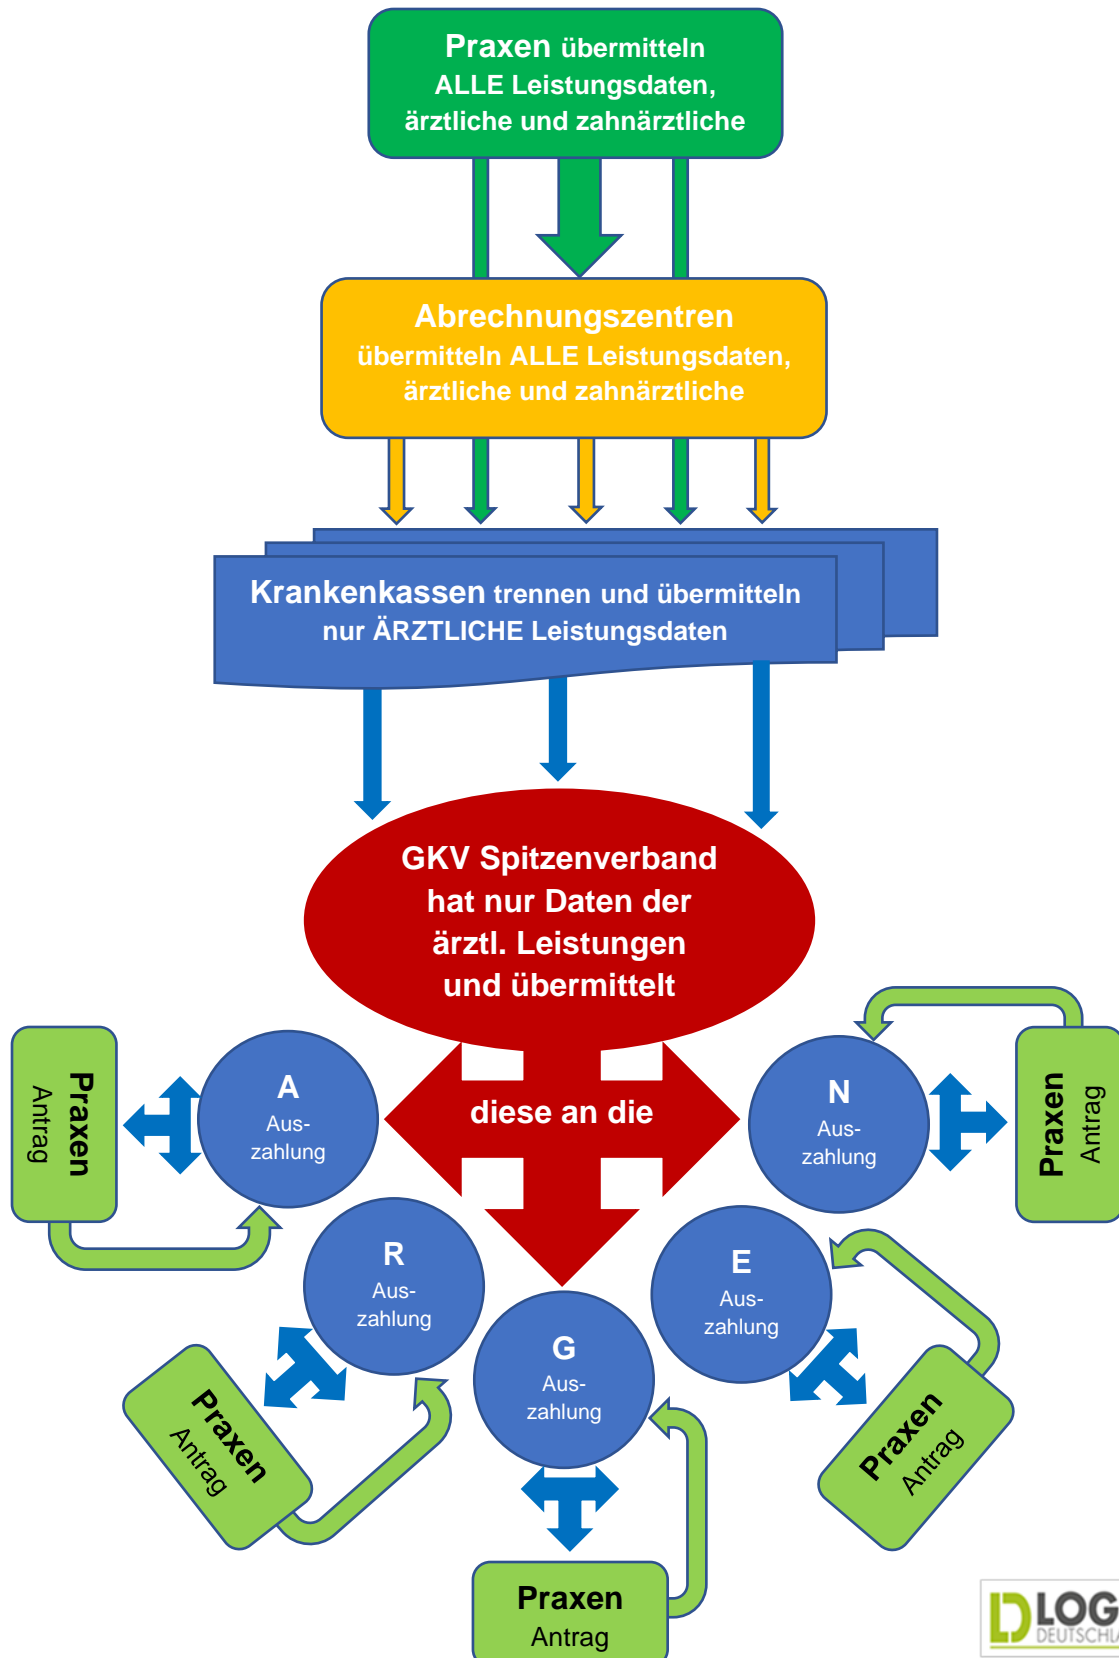 Praxen übermitteln
ALLE Leistungsdaten,
ärztliche und zahnärztliche
Abrechnungszentren
übermitteln ALLE Leistungsdaten,
ärztliche und zahnärztliche
Krankenkassen trennen und übermitteln
nur ÄRZTLICHE Leistungsdaten
GKV Spitzenverband
hat nur Daten der
ärztl. Leistungen
und übermittelt
diese an die
Praxen
Antrag
A
Aus-
zahlung
N
Aus-
zahlung
Praxen
Antrag
R
Aus-
zahlung
E
Aus-
zahlung
G
Aus-
zahlung
Praxen
Antrag
Praxen
Antrag
Praxen
Antrag
LD LOG
DEUTSCHLA